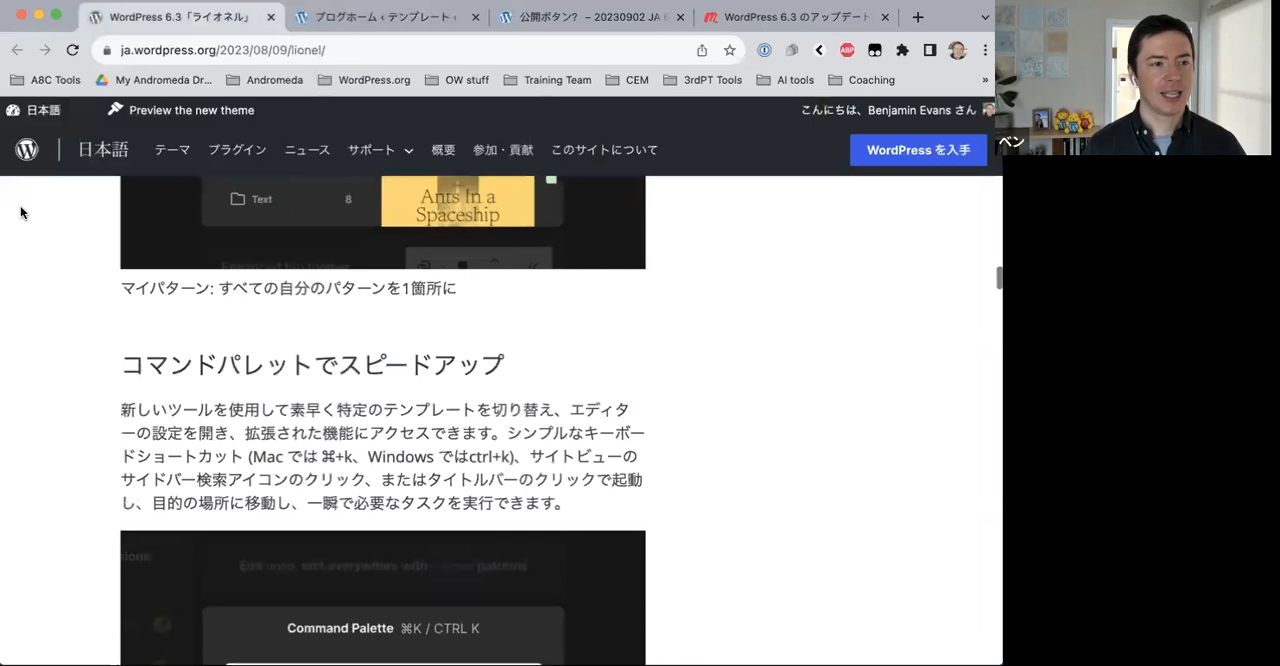 WordPress 6.3「ライオネル」
ブログホーム ‹ テンプレート ‹
公開ボタン? – 20230902 JA 6
WordPress 6.3 のアップデート
ja.wordpress.org/2023/08/09/lionel/
ABP
A8C Tools
My Andromeda Dr...
Andromeda
WordPress.org
OW stuff
Training Team
CEM
3rdPT Tools
AI tools
Coaching
»
日本語
Preview the new theme
こんにちは、Benjamin Evans さん
ベン
日本語
テーマ
プラグイン
ニュース
サポート
概要
参加・貢献
このサイトについて
WordPress を入手
Text
8
Ants In a
Spaceship
マイパターン: すべての自分のパターンを1箇所に
コマンドパレットでスピードアップ
新しいツールを使用して素早く特定のテンプレートを切り替え、エディタ
ーの設定を開き、拡張された機能にアクセスできます。シンプルなキーボー
ドショートカット (Mac では ⌘+k、Windows ではctrl+k)、サイトビューの
サイドバー検索アイコンのクリック、またはタイトルバーのクリックで起動
し、目的の場所に移動し、一瞬で必要なタスクを実行できます。
Edit once, edit everywhere with
patterns
Command Palette ⌘K / CTRL K